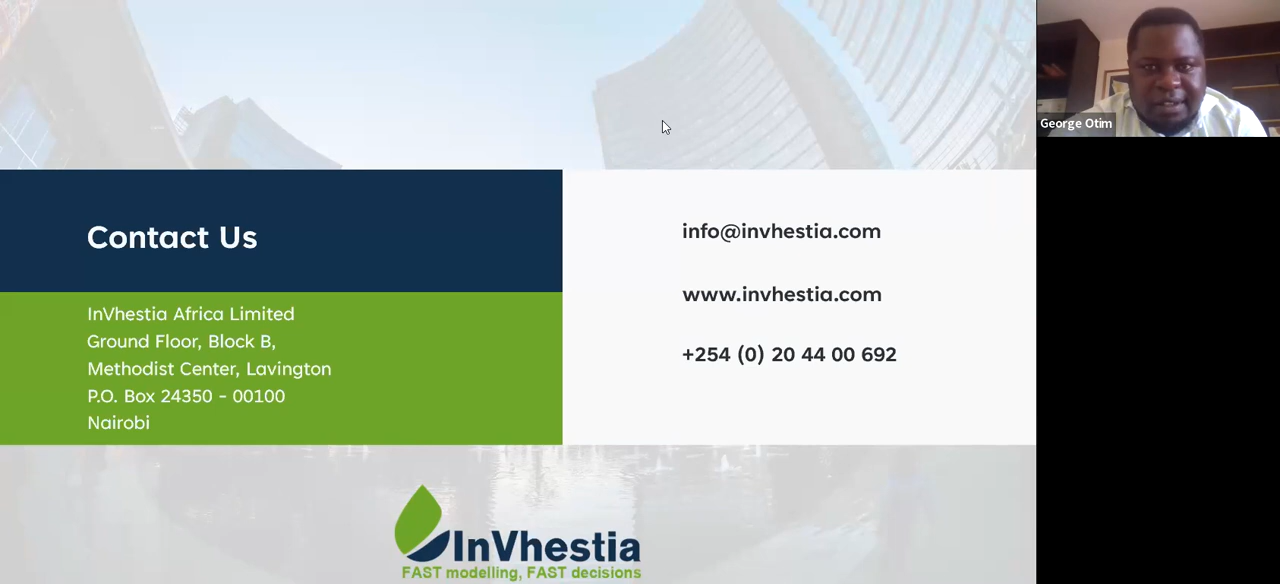 George Otim
Contact Us
InVhestia Africa Limited
Ground Floor, Block B,
Methodist Center, Lavington
P.O. Box 24350 - 00100
Nairobi
info@invhestia.com
www.invhestia.com
+254 (0) 20 44 00 692
InVhestia
FAST modelling, FAST decisions